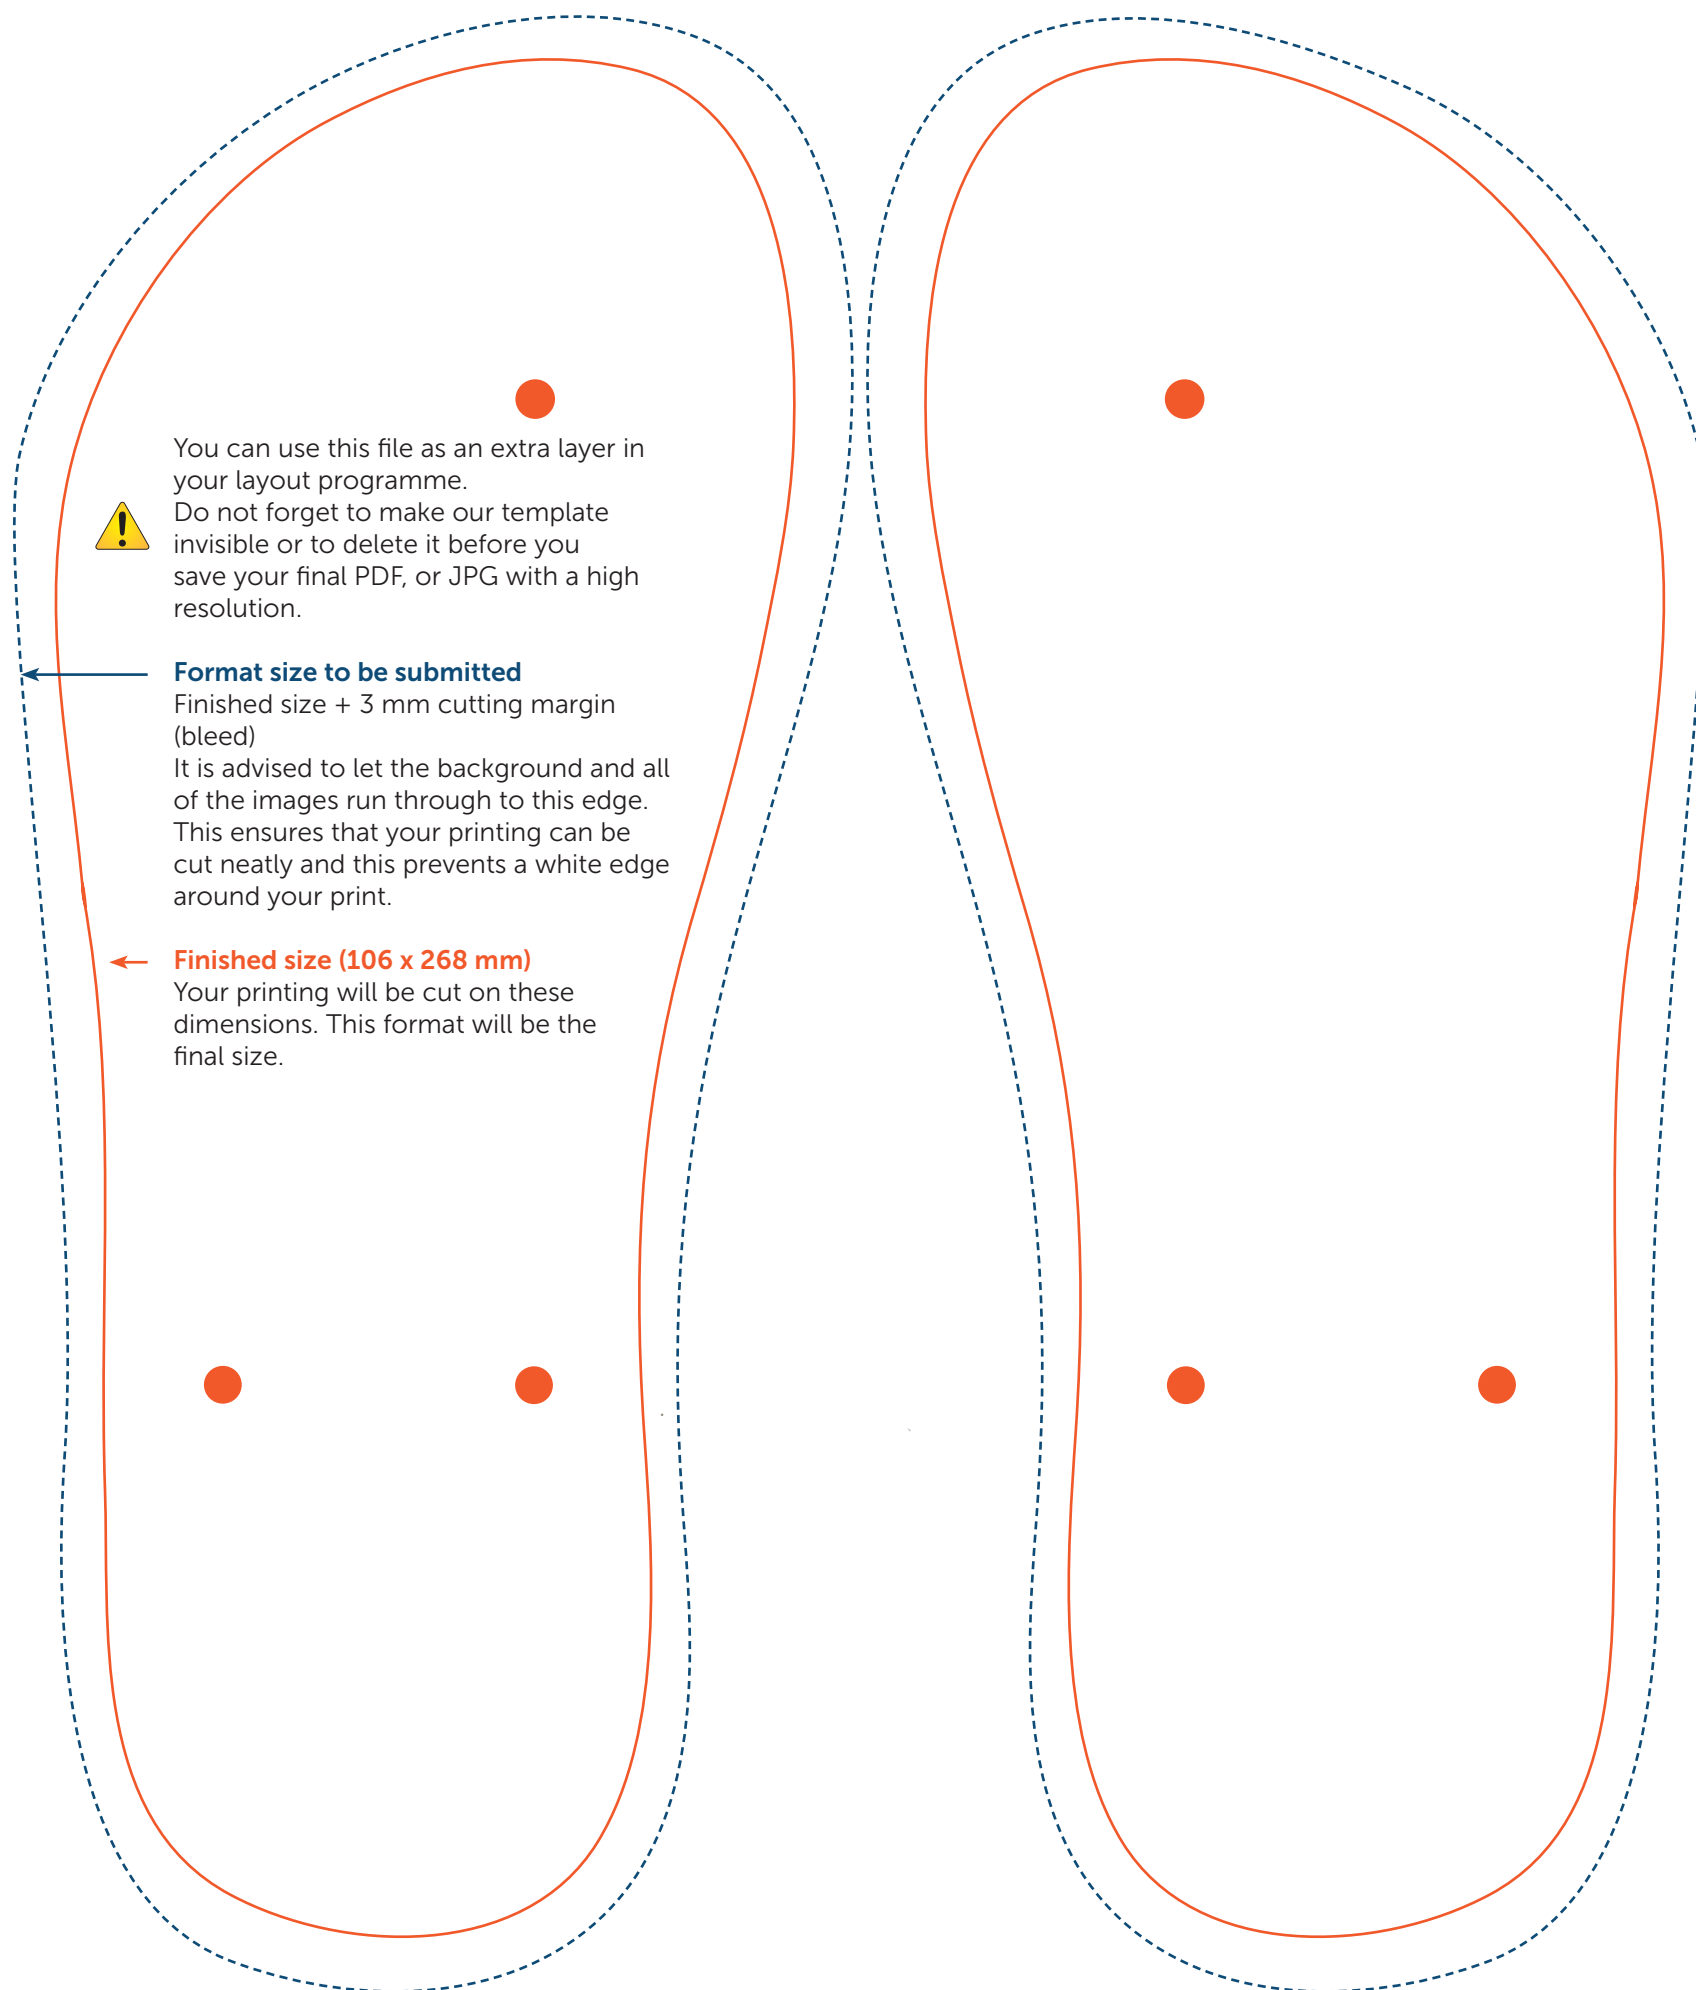 You can use this file as an extra layer in
your layout programme.
Do not forget to make our template
invisible or to delete it before you
save your final PDF, or JPG with a high
resolution.
Format size to be submitted
Finished size + 3 mm cutting margin
(bleed)
It is advised to let the background and all
of the images run through to this edge.
This ensures that your printing can be
cut neatly and this prevents a white edge
around your print.
Finished size (106 x 268 mm)
Your printing will be cut on these
dimensions. This format will be the
final size.